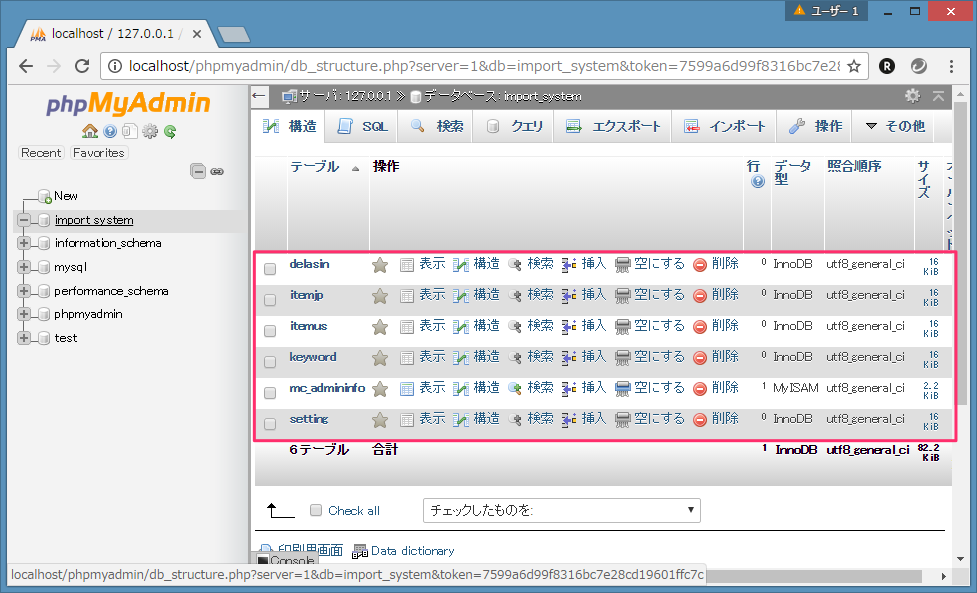 ユーザー 1
localhost / 127.0.0.1 /
localhost/phpmyadmin/db_structure.php?server=1&db=import_system&token=7599a6d99f8316bc7e28
phpMyAdmin
Recent Favorites
New
import system
information_schema
mysql
performance_schema
phpmyadmin
test
サーバ: 127.0.0.1 » データベース: import_system
構造 SQL 検索 クエリ エクスポート インポート 操作 その他
テーブル 操作 行 データ型 照合順序 サイズ
delasin 表示 構造 検索 挿入 空にする 削除 0 InnoDB utf8_general_ci 16 KiB
itemjp 表示 構造 検索 挿入 空にする 削除 0 InnoDB utf8_general_ci 16 KiB
itemus 表示 構造 検索 挿入 空にする 削除 0 InnoDB utf8_general_ci 16 KiB
keyword 表示 構造 検索 挿入 空にする 削除 0 InnoDB utf8_general_ci 16 KiB
mc_admininfo 表示 構造 検索 挿入 空にする 削除 1 MyISAM utf8_general_ci 2.2 KiB
setting 表示 構造 検索 挿入 空にする 削除 0 InnoDB utf8_general_ci 16 KiB
6テーブル 合計 1 InnoDB utf8_general_ci 82.2 KiB
Check all チェックしたものを:
印刷用画面 Data dictionary
Console
localhost/phpmyadmin/db_structure.php?server=1&db=import_system&token=7599a6d99f8316bc7e28cd19601ffc7c